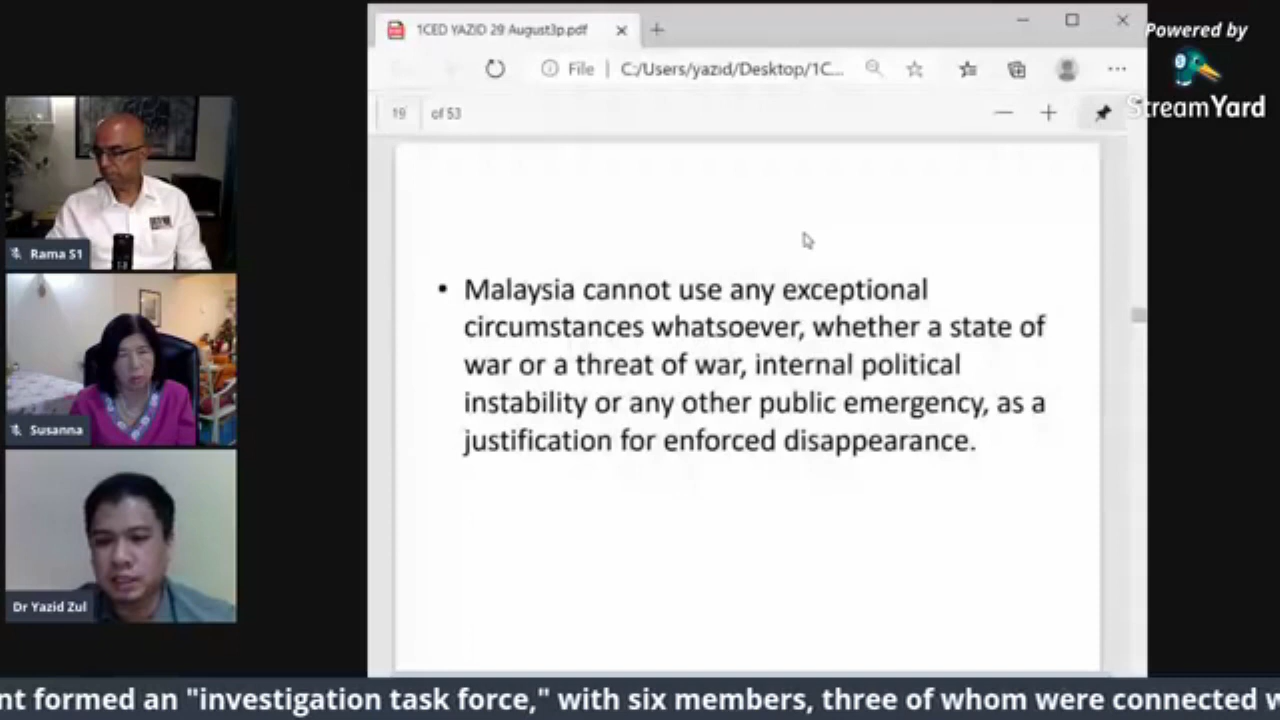 1CED YAZID 29 August3p.pdf
File
C:/Users/yazid/Desktop/1C...
19 of 53
Powered by
StreamYard
Rama S1
Susanna
Dr Yazid Zul
• Malaysia cannot use any exceptional
circumstances whatsoever, whether a state of
war or a threat of war, internal political
instability or any other public emergency, as a
justification for enforced disappearance.
nt formed an "investigation task force," with six members, three of whom were connected w